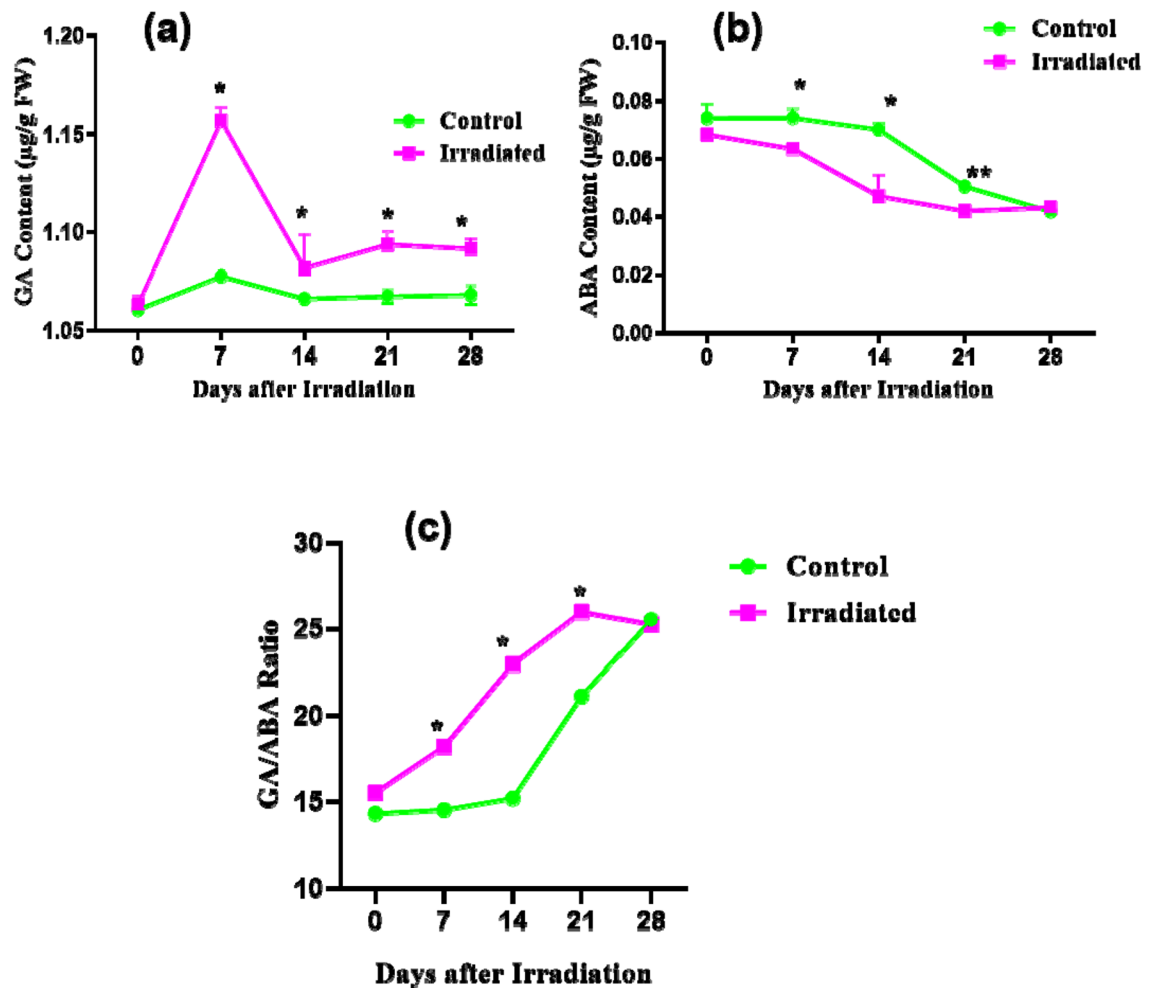 (a)
1.20
1.15
1.10
1.05
GA Content (µg/g FW)
*
*
*
*
Control
Irradiated
0 7 14 21 28
Days after Irradiation
(b)
0.10
0.08
0.06
0.04
0.02
0.00
ABA Content (µg/g FW)
*
*
**
Control
Irradiated
0 7 14 21 28
Days after Irradiation
(c)
30
25
20
15
10
GA/ABA Ratio
*
*
*
Control
Irradiated
0 7 14 21 28
Days after Irradiation